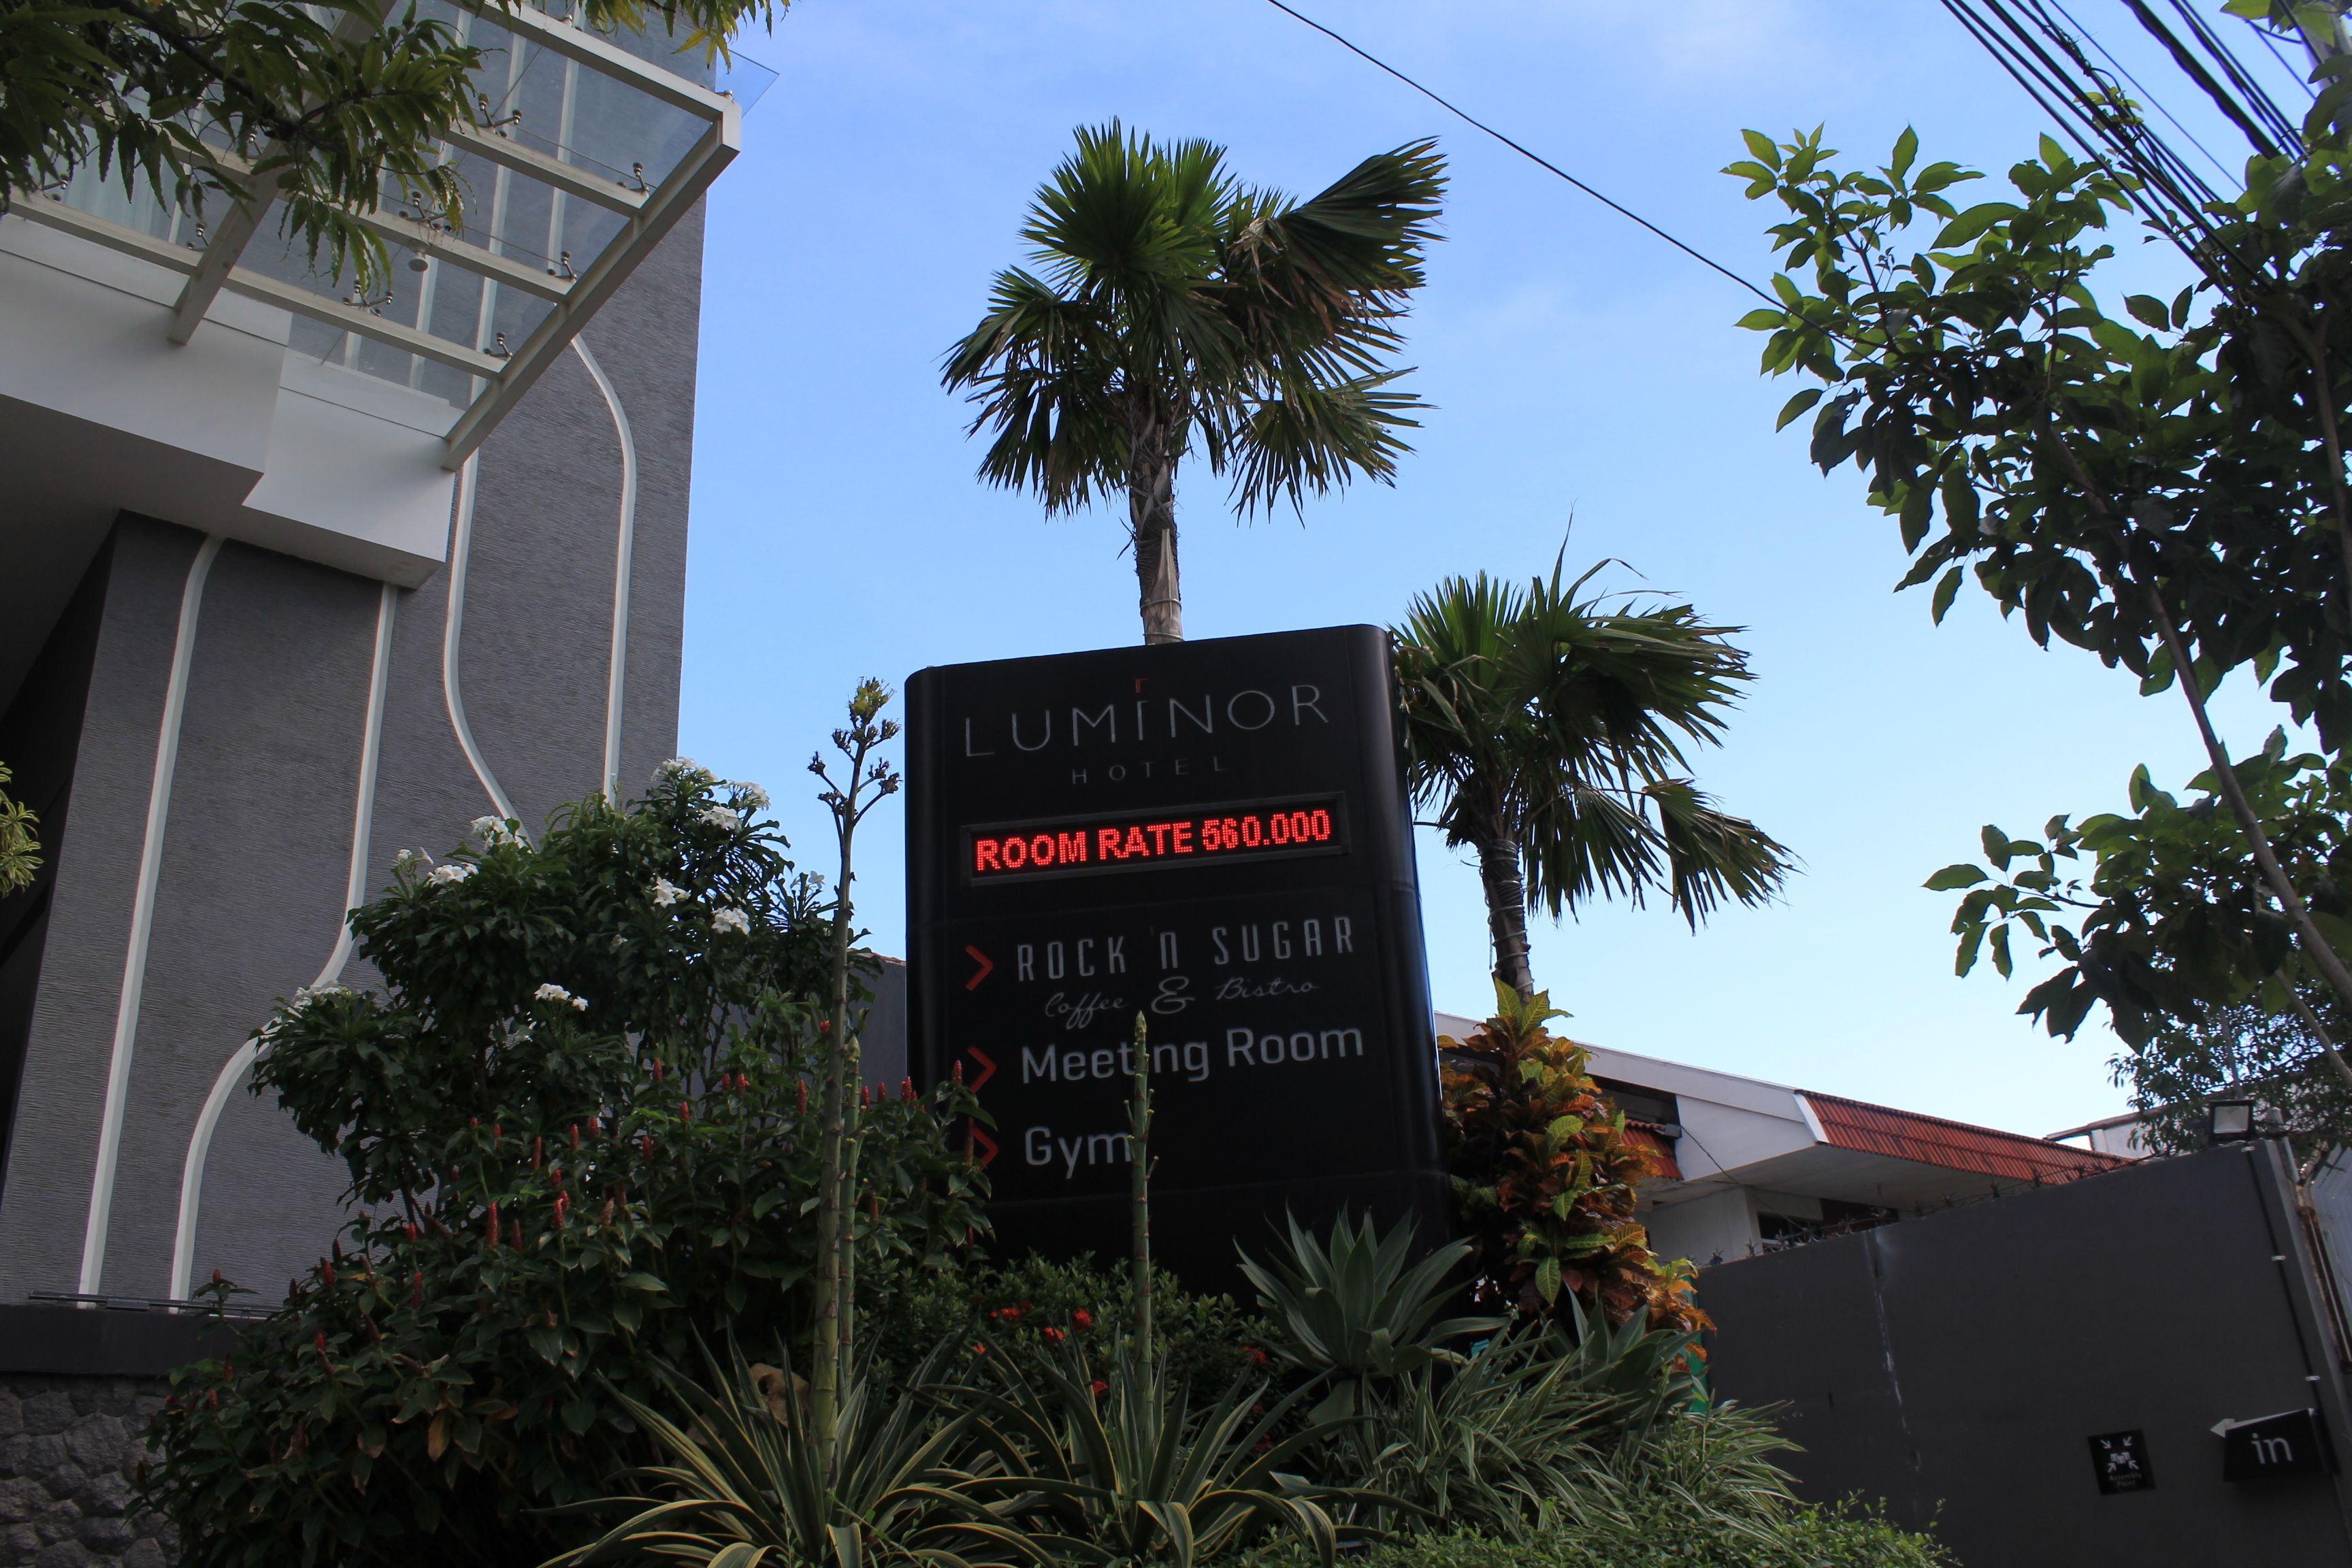 LUMINOR
HOTEL
ROOM RATE 560.000
ROCK 'N SUGAR
Coffee & Bistro
Meeting Room
Gym
in